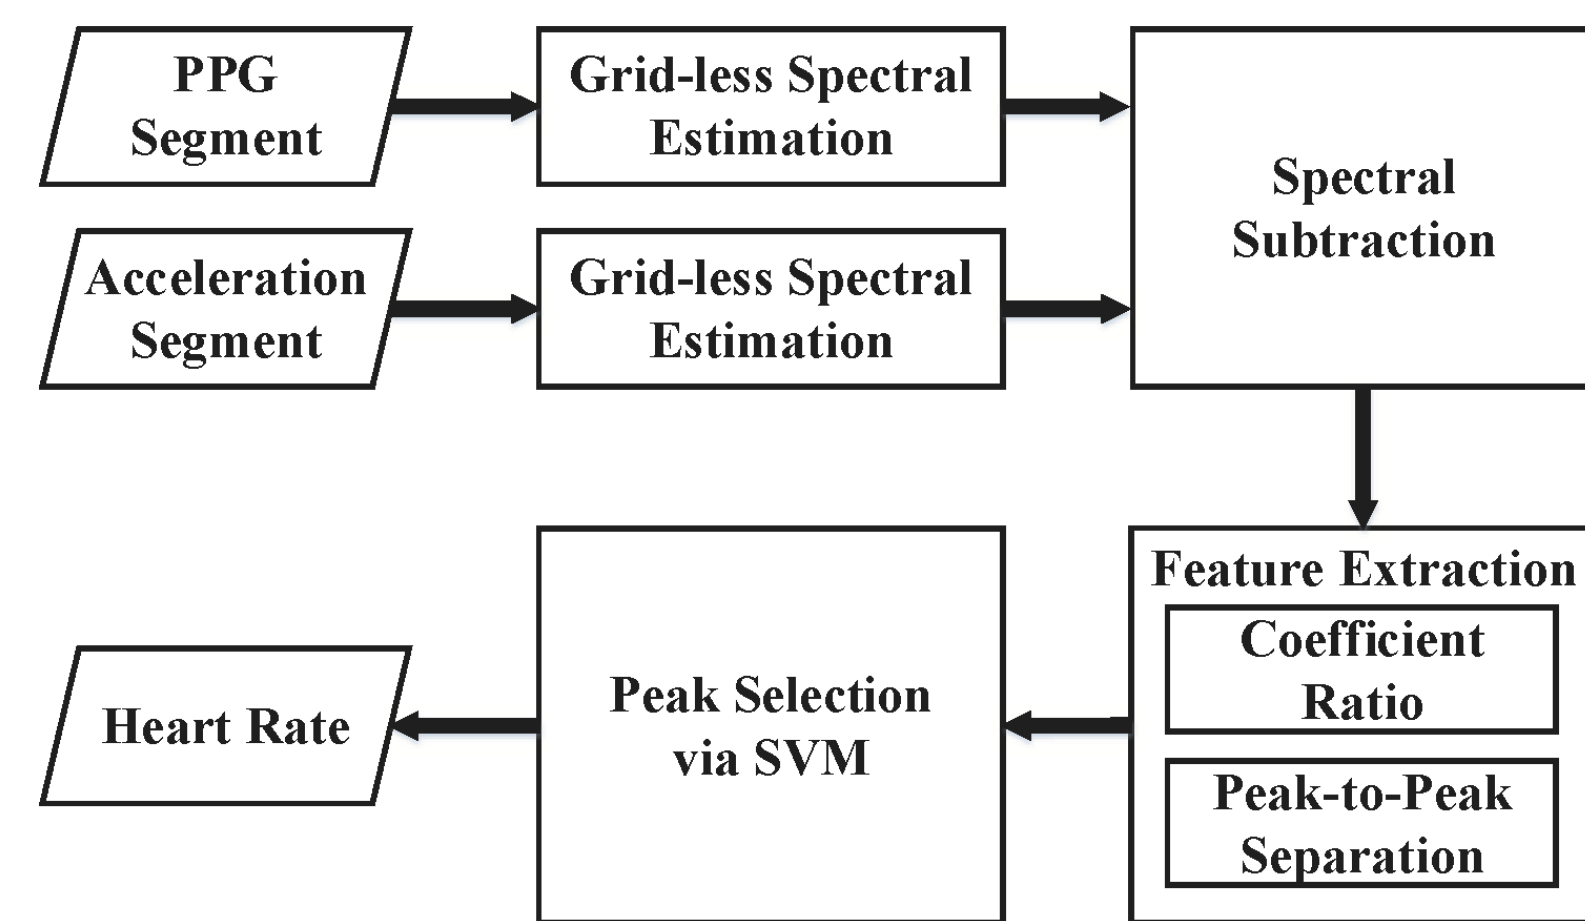 PPG
Segment
Grid-less Spectral
Estimation
Spectral
Subtraction
Acceleration
Segment
Grid-less Spectral
Estimation
Feature Extraction
Coefficient
Ratio
Peak-to-Peak
Separation
Peak Selection
via SVM
Heart Rate